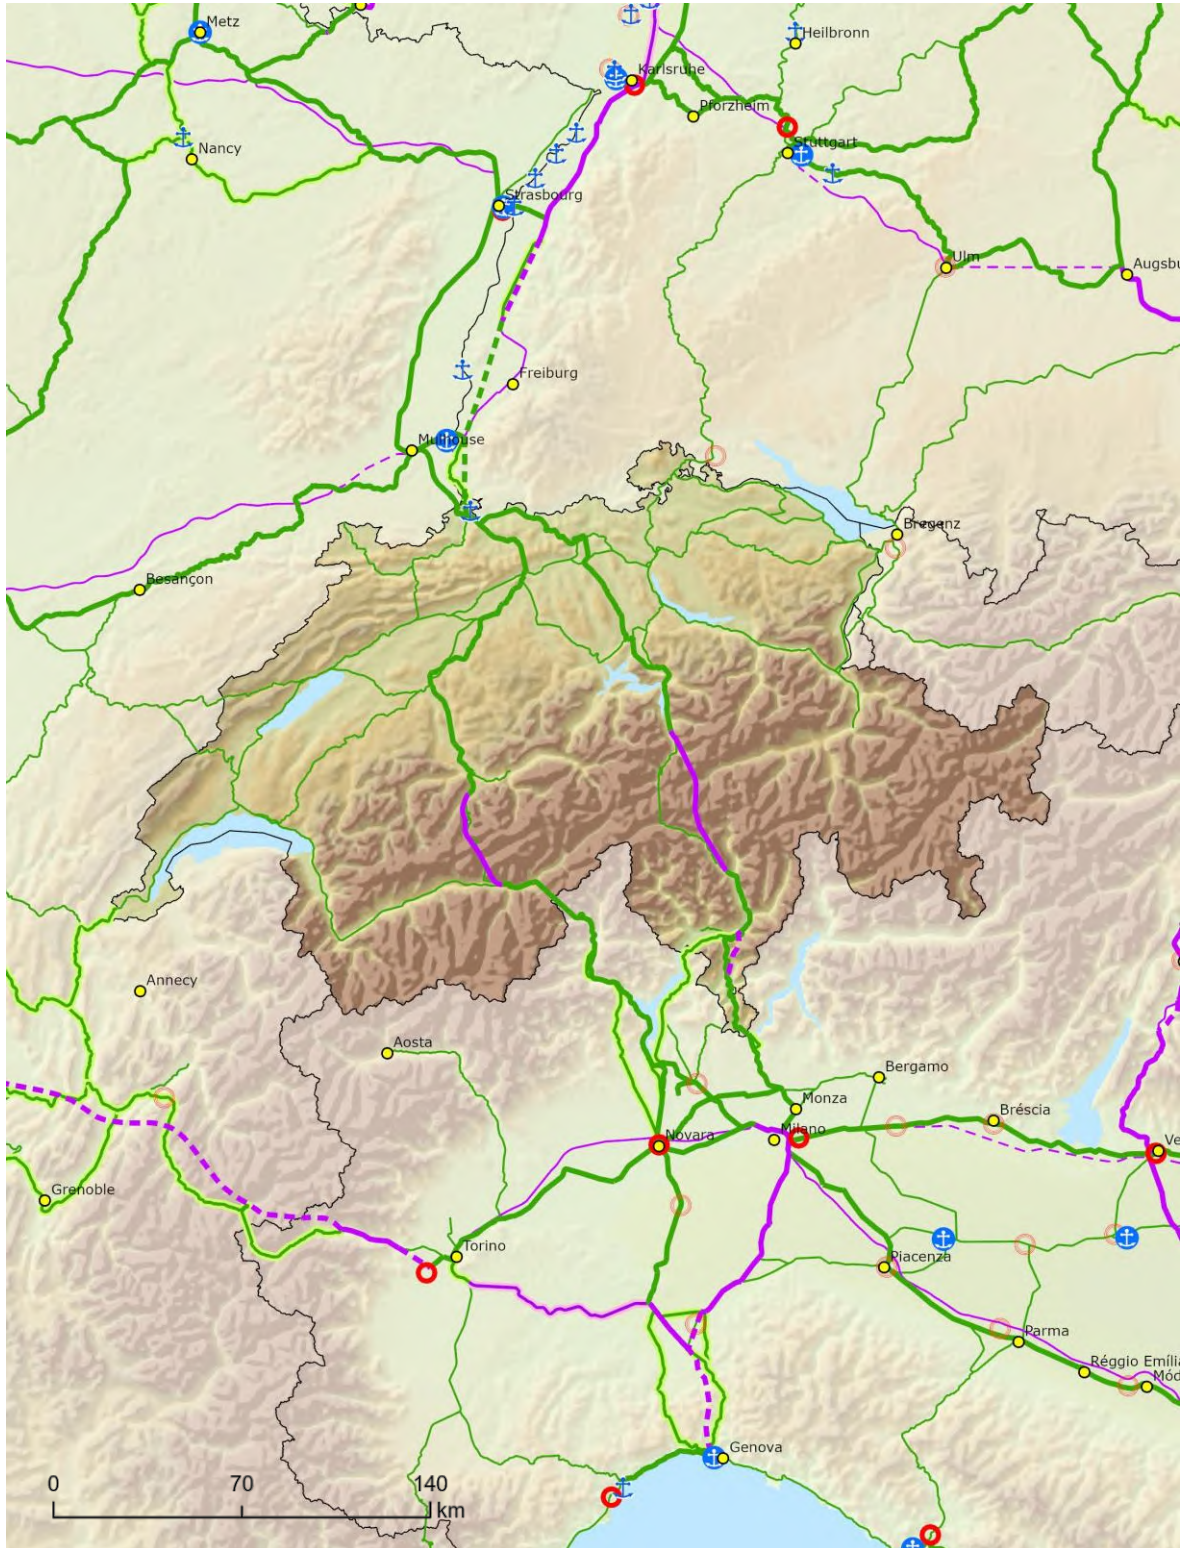 Metz
Heilbronn
Karlsruhe
Pforzheim
Stuttgart
Nancy
Strasbourg
Ulm
Augsbu
Freiburg
Mulhouse
Bregenz
Besançon
Annecy
Aosta
Bergamo
Monza
Bréscia
Novara
Milano
Ve
Grenoble
Torino
Piacenza
Parma
Réggio Emília
Mód
Genova
0 70 140
km